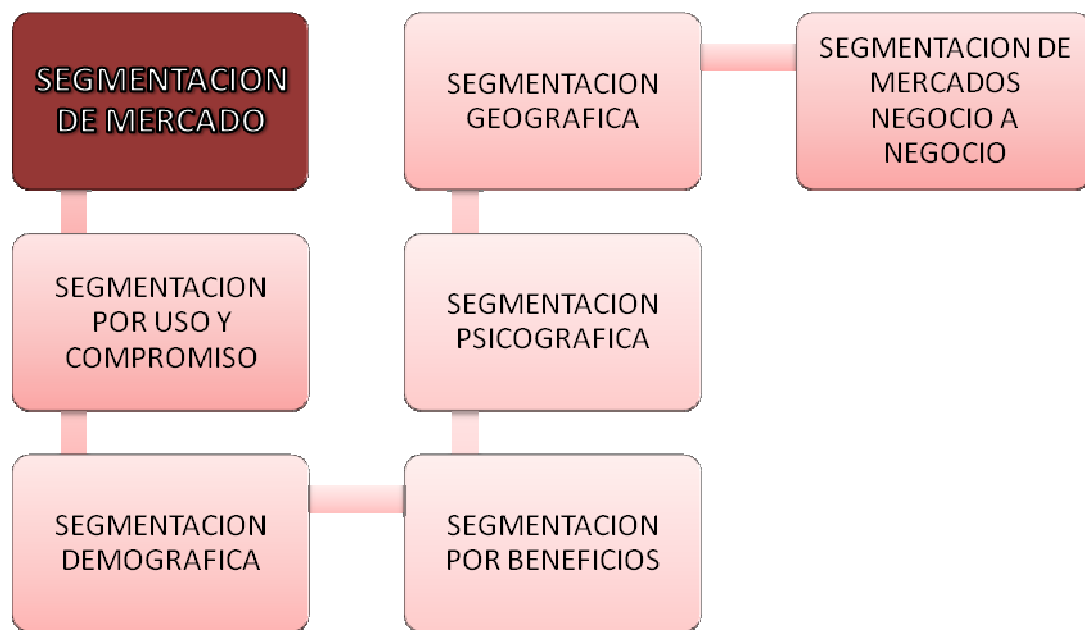 SEGMENTACION
DE MERCADO
SEGMENTACION
POR USO Y
COMPROMISO
SEGMENTACION
DEMOGRAFICA
SEGMENTACION
POR BENEFICIOS
SEGMENTACION
PSICOGRAFICA
SEGMENTACION
GEOGRAFICA
SEGMENTACION DE
MERCADOS
NEGOCIO A
NEGOCIO